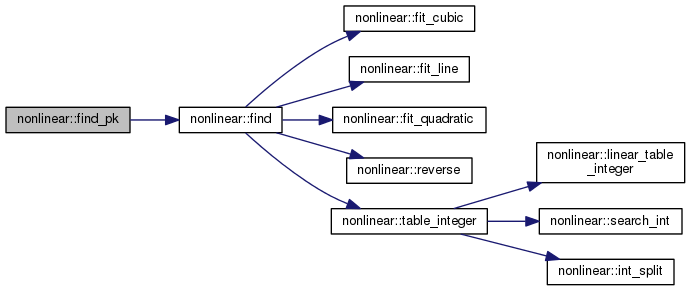 nonlinear::find_pk
nonlinear::find
nonlinear::fit_cubic
nonlinear::fit_line
nonlinear::fit_quadratic
nonlinear::reverse
nonlinear::table_integer
nonlinear::linear_table
_integer
nonlinear::search_int
nonlinear::int_split